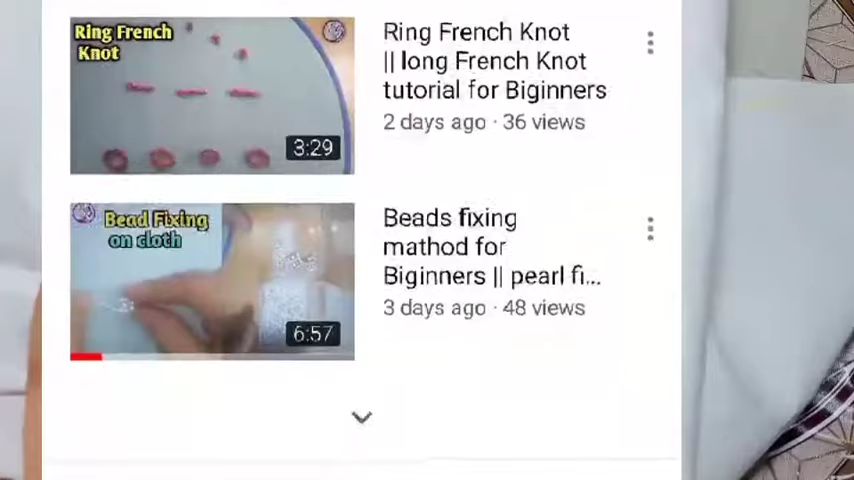 Ring French
Knot
3:29
Ring French Knot
|| long French Knot
tutorial for Biginners
2 days ago · 36 views
Bead Fixing
on cloth
6:57
Beads fixing
mathod for
Biginners || pearl fi...
3 days ago · 48 views